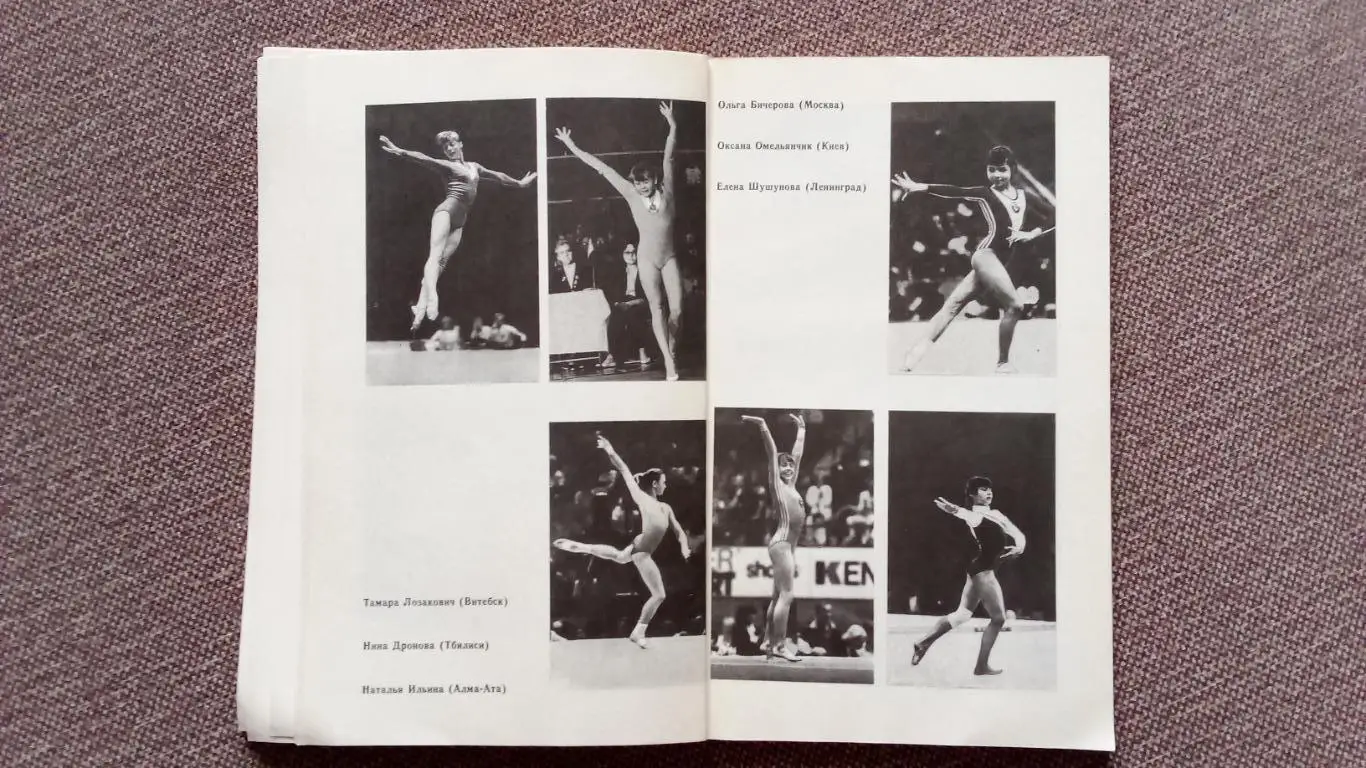 Тамара Лозакович (Витебск)
Нина Дронова (Тбилиси)
Наталья Ильина (Алма-Ата)
Ольга Бичерова (Москва)
Оксана Омельянчик (Киев)
Елена Шушунова (Ленинград)
KEN